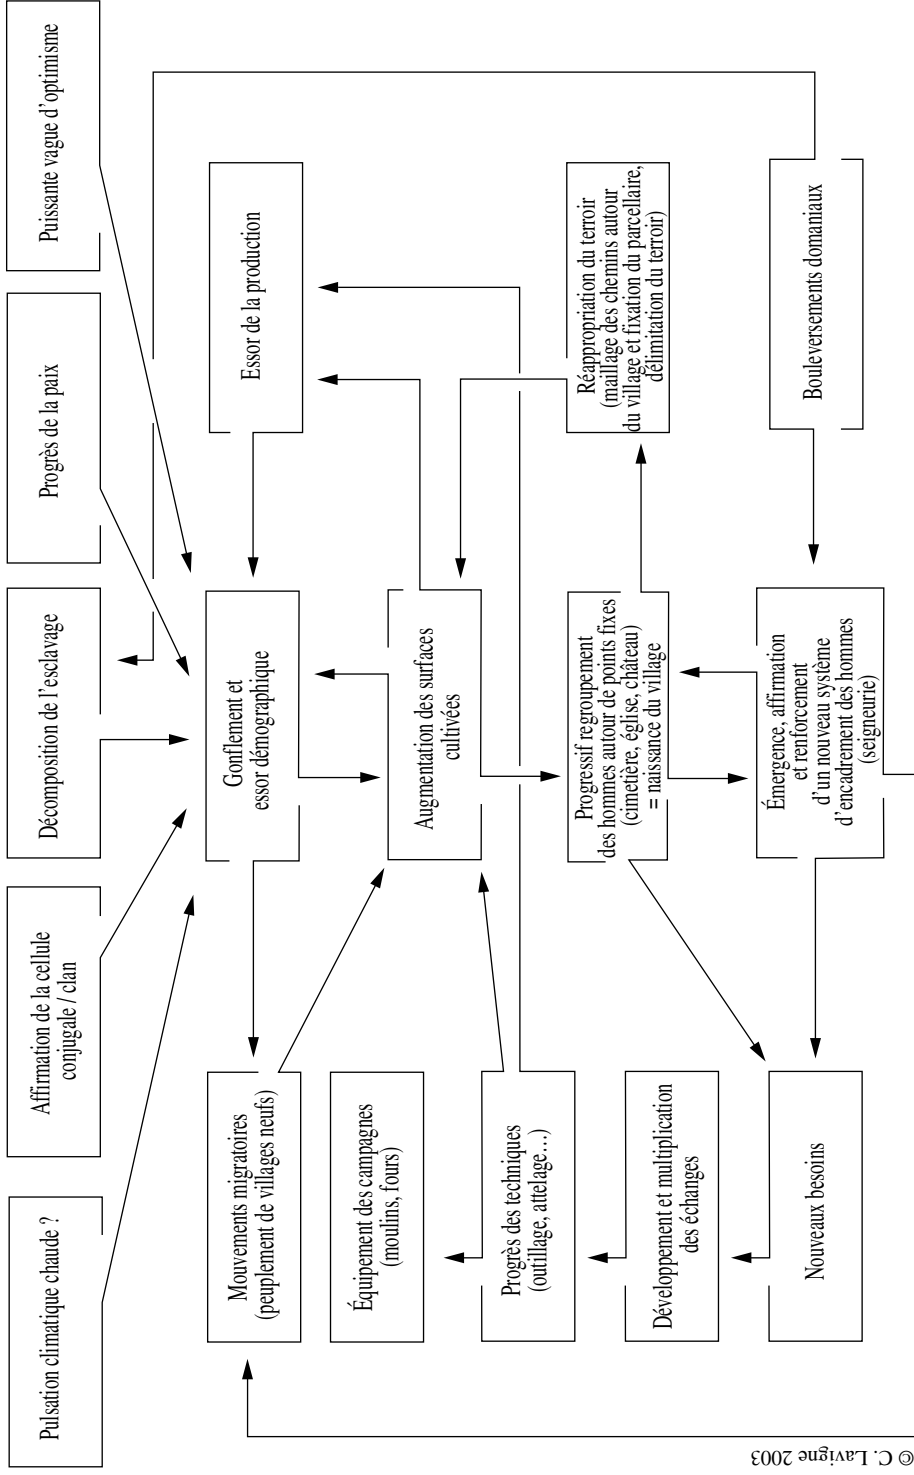 Pulsation climatique chaude ?
Affirmation de la cellule
conjugale / clan
Décomposition de l'esclavage
Progrès de la paix
Puissante vague d'optimisme
Mouvements migratoires
(peuplement de villages neufs)
Gonflement et
essor démographique
Essor de la production
Équipement des campagnes
(moulins, fours)
Augmentation des surfaces
cultivées
Progrès des techniques
(outillage, attelage…)
Développement et multiplication
des échanges
Progressif regroupement
des hommes autour de points fixes
(cimetière, église, château)
= naissance du village
Réappropriation du terroir
(maillage des chemins autour
du village et fixation du parcellaire,
délimitation du terroir)
Nouveaux besoins
Émergence, affirmation
et renforcement
d'un nouveau système
d'encadrement des hommes
(seigneurie)
Bouleversements domaniaux
© C. Lavigne 2003